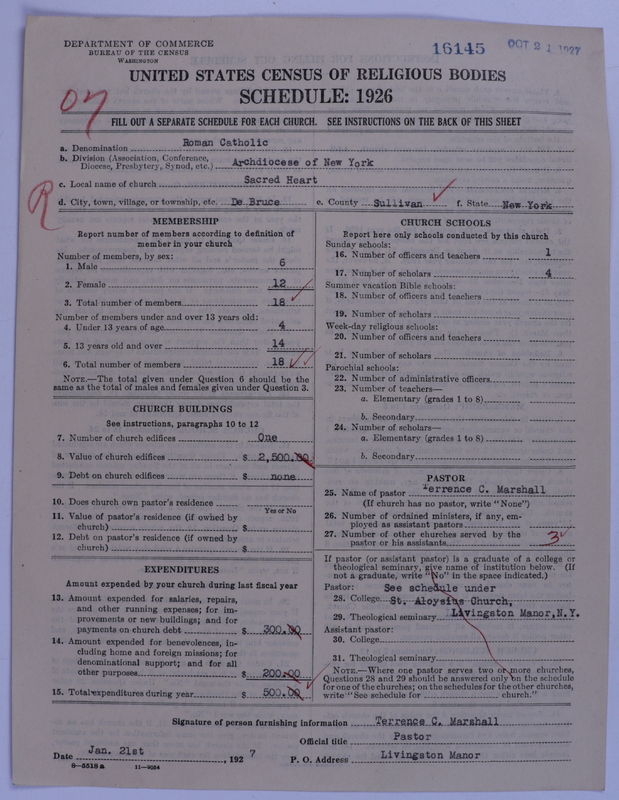 DEPARTMENT OF COMMERCE
BUREAU OF THE CENSUS
WASHINGTON
16145 OCT 21 1927
UNITED STATES CENSUS OF RELIGIOUS BODIES
SCHEDULE: 1926
07
FILL OUT A SEPARATE SCHEDULE FOR EACH CHURCH. SEE INSTRUCTIONS ON THE BACK OF THIS SHEET
a. Denomination Roman Catholic
b. Division (Association, Conference,
Diocese, Presbytery, Synod, etc.) Archdiocese of New York
c. Local name of church Sacred Heart
R
d. City, town, village, or township, etc. De Bruce e. County Sullivan f. State New York
MEMBERSHIP
Report number of members according to definition of
member in your church
Number of members, by sex:
1. Male 6
2. Female 12
3. Total number of members 18
Number of members under and over 13 years old:
4. Under 13 years of age 4
5. 13 years old and over 14
6. Total number of members 18
NOTE.—The total given under Question 6 should be the
same as the total of males and females given under Question 3.
CHURCH BUILDINGS
See instructions, paragraphs 10 to 12
7. Number of church edifices One
8. Value of church edifices $ 2,500.00
9. Debt on church edifices $ none
10. Does church own pastor's residence
Yes or No
11. Value of pastor's residence (if owned by
church) $
12. Debt on pastor's residence (if owned by
church) $
EXPENDITURES
Amount expended by your church during last fiscal year
13. Amount expended for salaries, repairs,
and other running expenses; for im-
provements or new buildings; and for
payments on church debt $ 300.00
14. Amount expended for benevolences, in-
cluding home and foreign missions; for
denominational support; and for all
other purposes $ 200.00
15. Total expenditures during year $ 500.00
CHURCH SCHOOLS
Report here only schools conducted by this church
Sunday schools:
16. Number of officers and teachers 1
17. Number of scholars 4
Summer vacation Bible schools:
18. Number of officers and teachers
19. Number of scholars
Week-day religious schools:
20. Number of officers and teachers
21. Number of scholars
Parochial schools:
22. Number of administrative officers
23. Number of teachers—
a. Elementary (grades 1 to 8)
b. Secondary
24. Number of scholars—
a. Elementary (grades 1 to 8)
b. Secondary
PASTOR
25. Name of pastor Terrence C. Marshall
(If church has no pastor, write "None")
26. Number of ordained ministers, if any, em-
ployed as assistant pastors
27. Number of other churches served by the
pastor or his assistants 3
If pastor (or assistant pastor) is a graduate of a college or
theological seminary, give name of institution below. (If
not a graduate, write "No" in the space indicated.)
Pastor: See schedule under
28. College St. Aloysius Church,
29. Theological seminary Livingston Manor, N.Y.
Assistant pastor:
30. College
31. Theological seminary
NOTE.—Where one pastor serves two or more churches,
Questions 28 and 29 should be answered only on the schedule
for one of the churches; on the schedules for the other churches,
write "See schedule for church."
Signature of person furnishing information Terrence C. Marshall
Official title Pastor
Date Jan. 21st, 1927 P. O. Address Livingston Manor
8—5518 a 11—9024